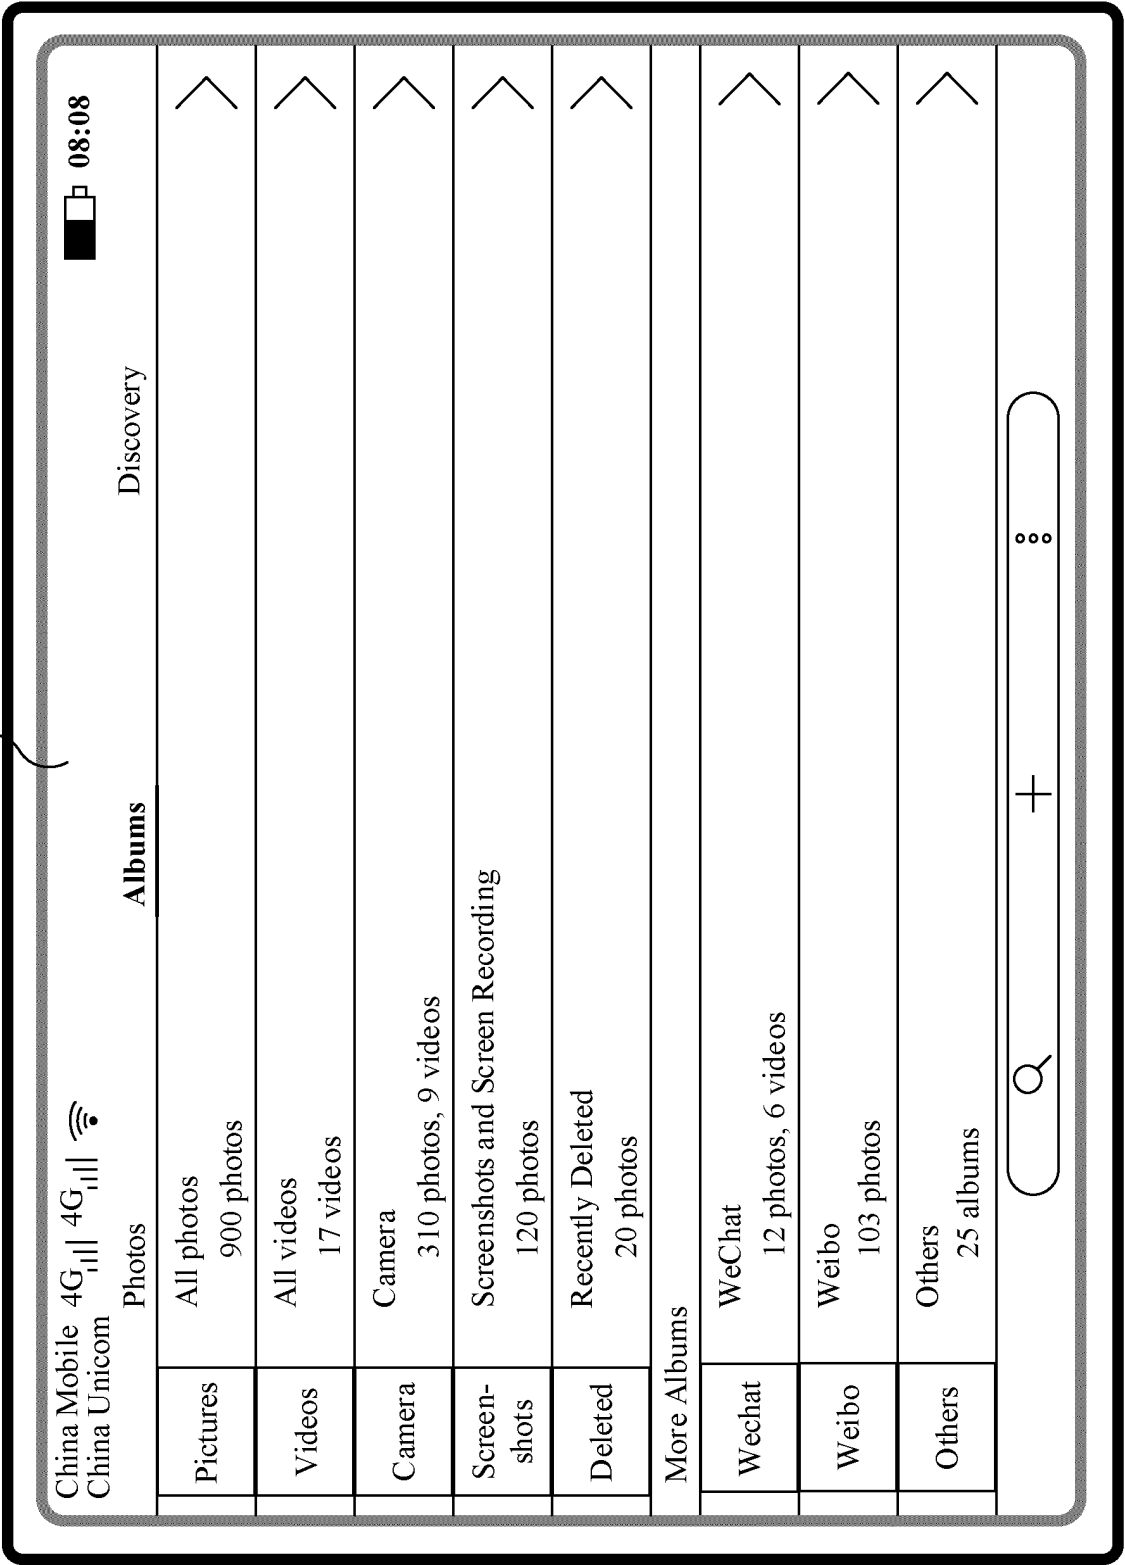 China Mobile 4G 4G 08:08
China Unicom
Photos Albums Discovery
Pictures
All photos
900 photos
Videos
All videos
17 videos
Camera
Camera
310 photos, 9 videos
Screen-
shots
Screenshots and Screen Recording
120 photos
Deleted
Recently Deleted
20 photos
More Albums
Wechat
WeChat
12 photos, 6 videos
Weibo
Weibo
103 photos
Others
Others
25 albums